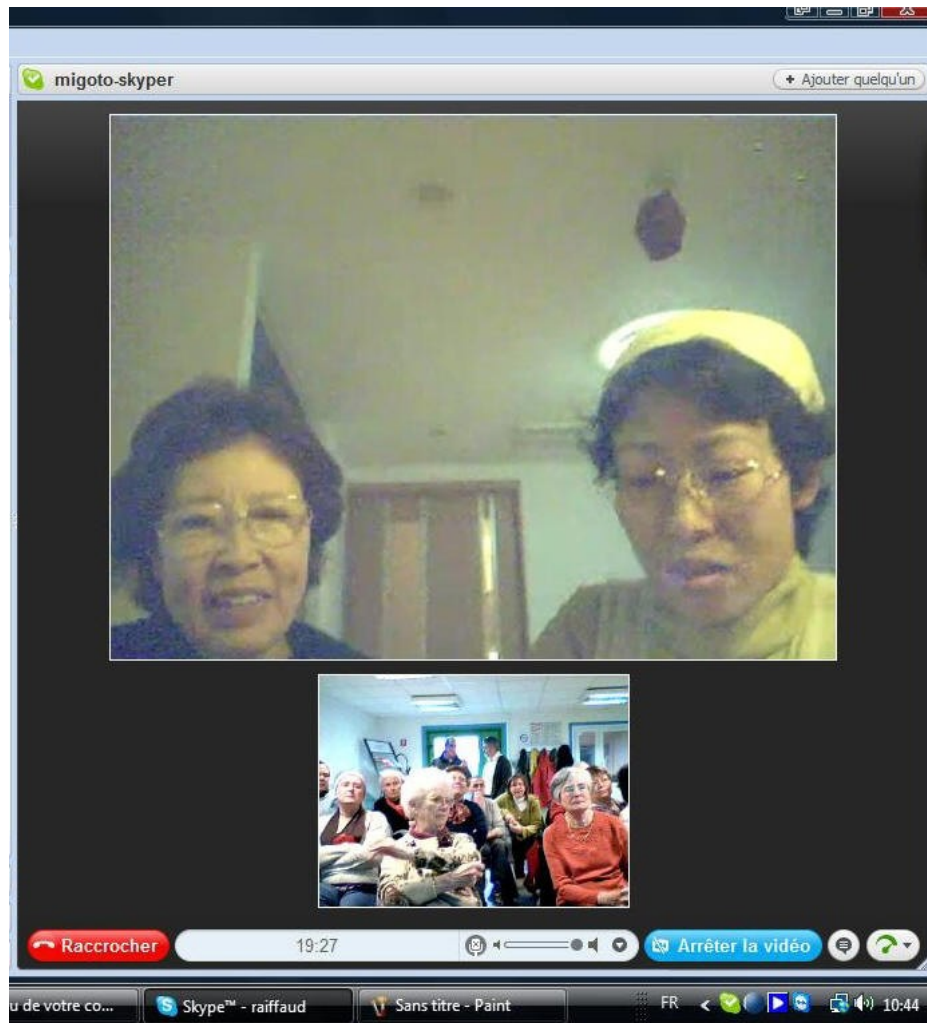 migoto-skyper
+ Ajouter quelqu'un
Raccrocher
19:27
Arrêter la vidéo
u de votre co...
Skype™ - raiffaud
Sans titre - Paint
FR
10:44